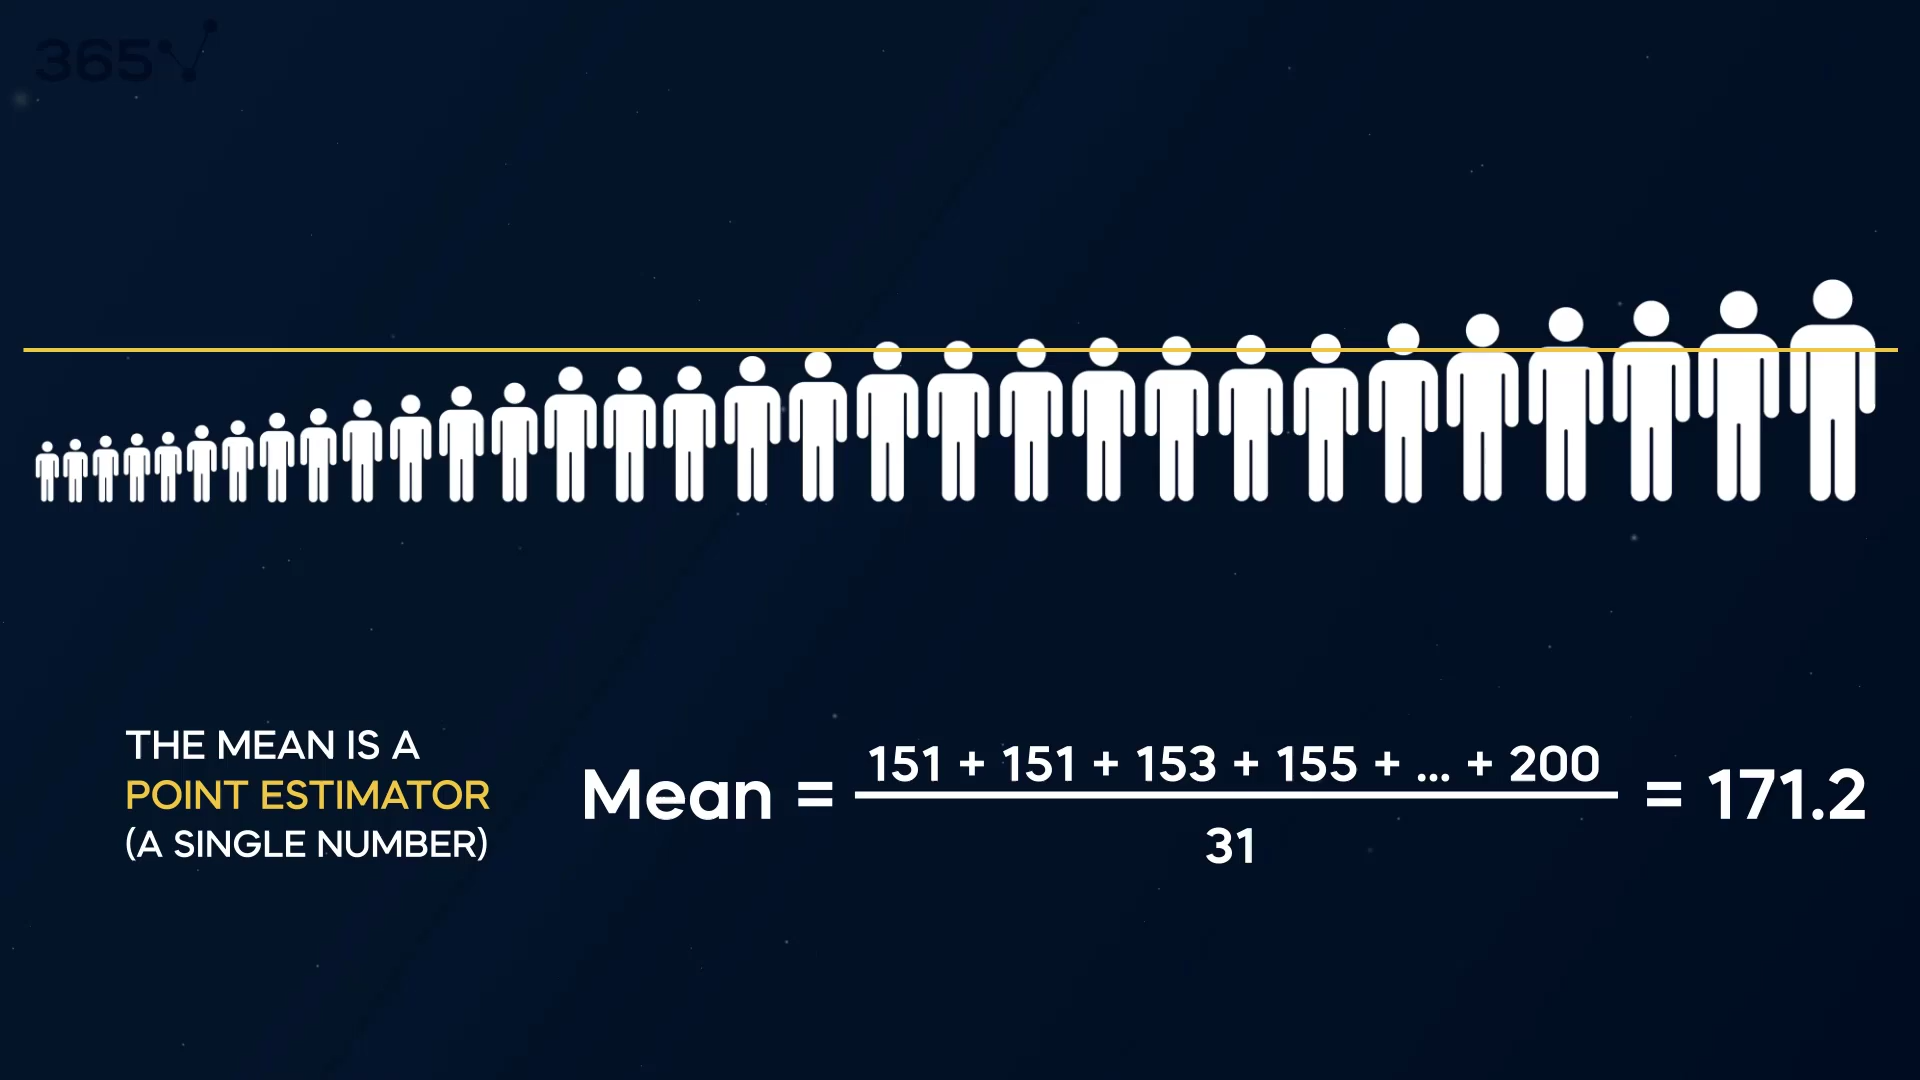 365
THE MEAN IS A
POINT ESTIMATOR
(A SINGLE NUMBER)
Mean = 151 + 151 + 153 + 155 + ... + 200 = 171.2
31